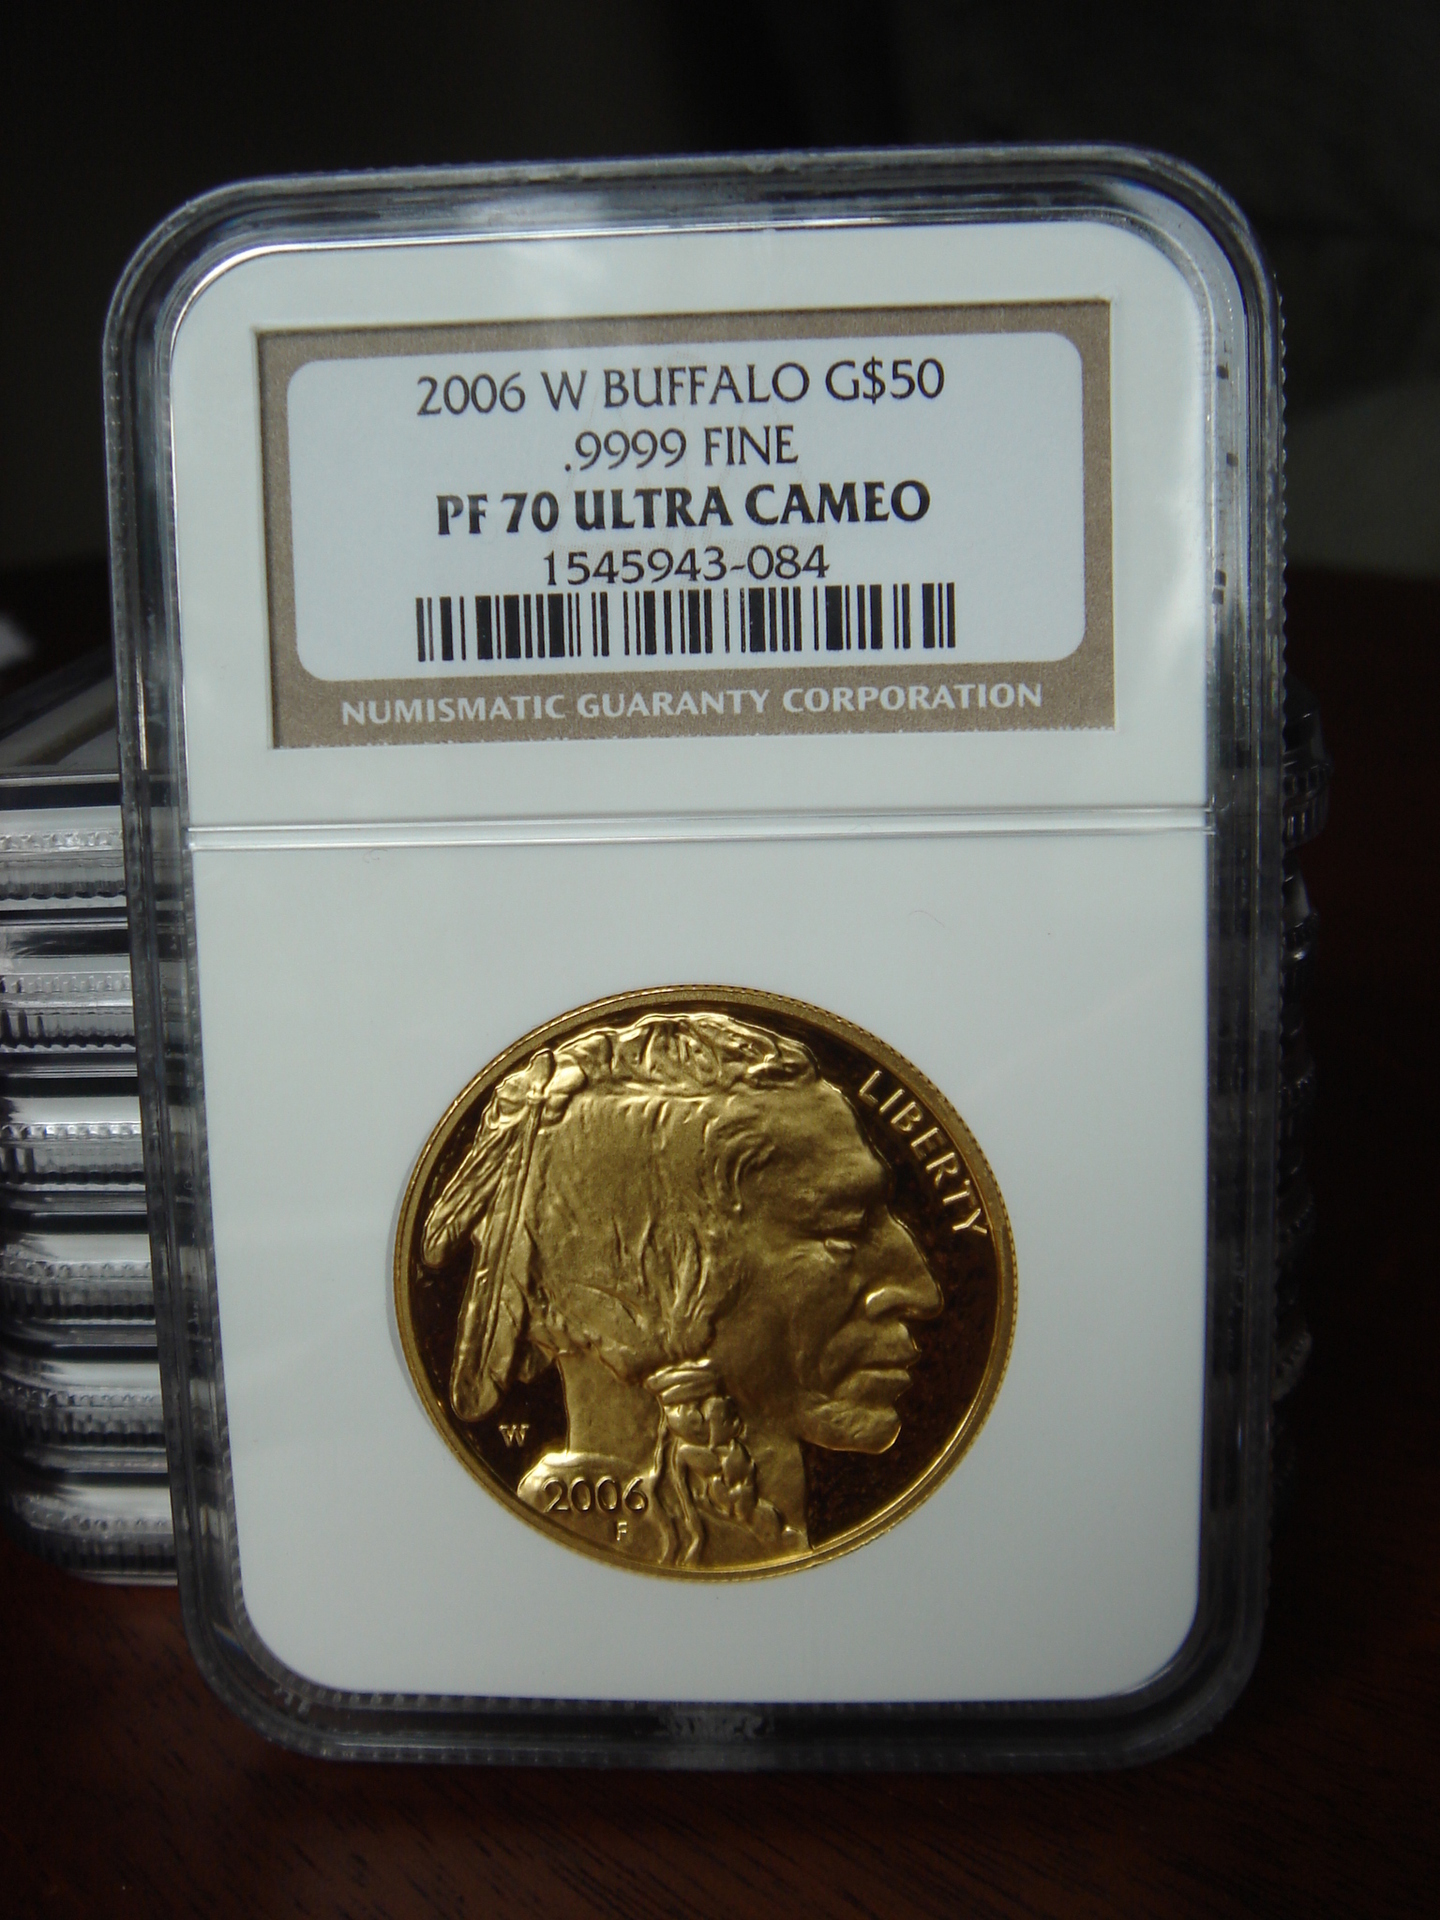 2006 W BUFFALO G$50
.9999 FINE
PF 70 ULTRA CAMEO
1545943-084
NUMISMATIC GUARANTY CORPORATION
LIBERTY
W
2006
F